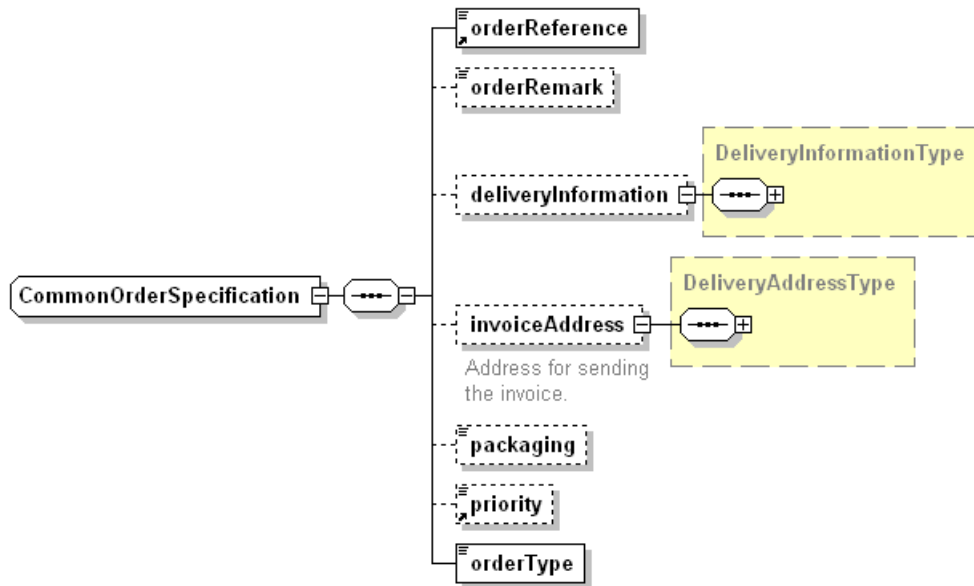 orderReference
orderRemark
DeliveryInformationType
deliveryInformation
DeliveryAddressType
CommonOrderSpecification
invoiceAddress
Address for sending
the invoice.
packaging
priority
orderType